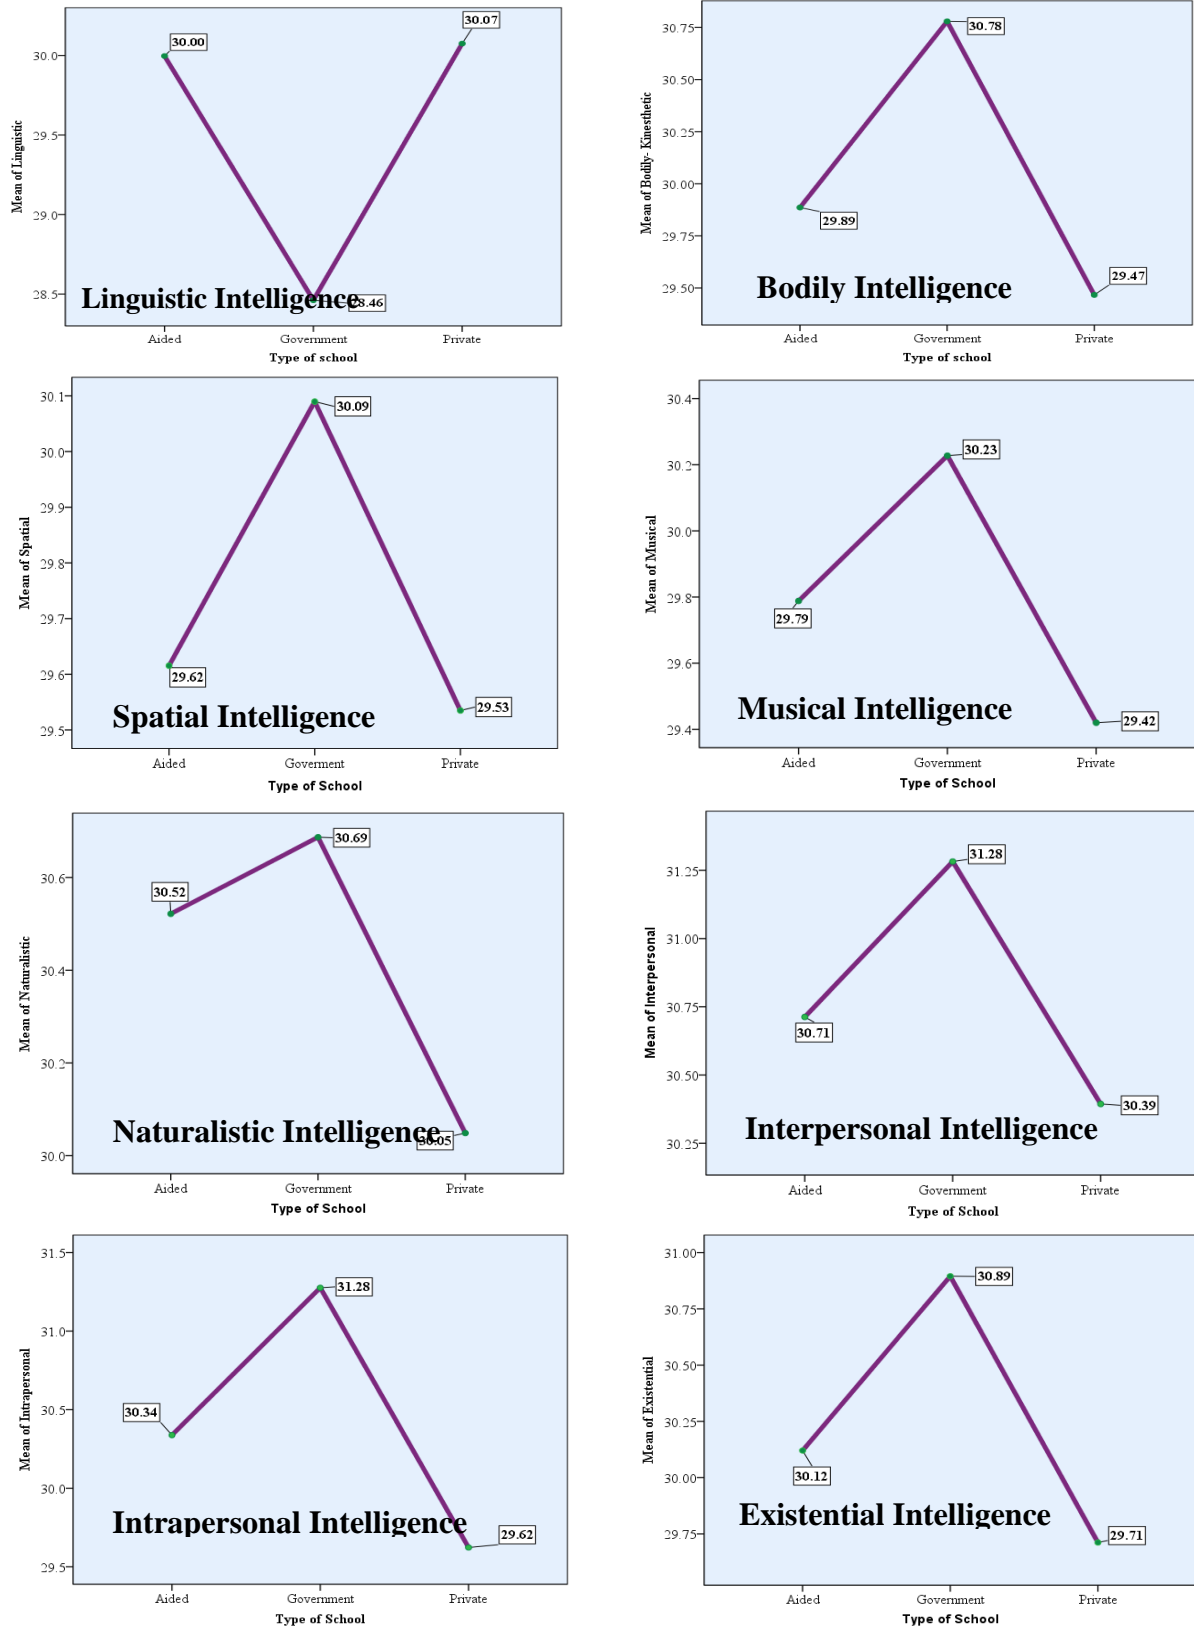 30.00
30.07
30.0
29.5
29.0
28.5
Mean of Linguistic
28.46
Linguistic Intelligence
Aided Government Private
Type of school
30.75
30.50
30.25
30.00
29.75
29.50
Mean of Bodily- Kinesthetic
30.78
29.89
29.47
Bodily Intelligence
Aided Government Private
Type of school
30.1
30.0
29.9
29.8
29.7
29.6
29.5
Mean of Spatial
30.09
29.62
29.53
Spatial Intelligence
Aided Goverment Private
Type of School
30.4
30.2
30.0
29.8
29.6
29.4
Mean of Musical
30.23
29.79
29.42
Musical Intelligence
Aided Government Private
Type of School
30.6
30.4
30.2
30.0
Mean of Naturalistic
30.69
30.52
30.05
Naturalistic Intelligence
Aided Government Private
Type of School
31.25
31.00
30.75
30.50
30.25
Mean of Interpersonal
31.28
30.71
30.39
Interpersonal Intelligence
Aided Government Private
Type of School
31.5
31.0
30.5
30.0
29.5
Mean of Intrapersonal
31.28
30.34
29.62
Intrapersonal Intelligence
Aided Government Private
Type of School
31.00
30.75
30.50
30.25
30.00
29.75
Mean of Existential
30.89
30.12
29.71
Existential Intelligence
Aided Government Private
Type of School